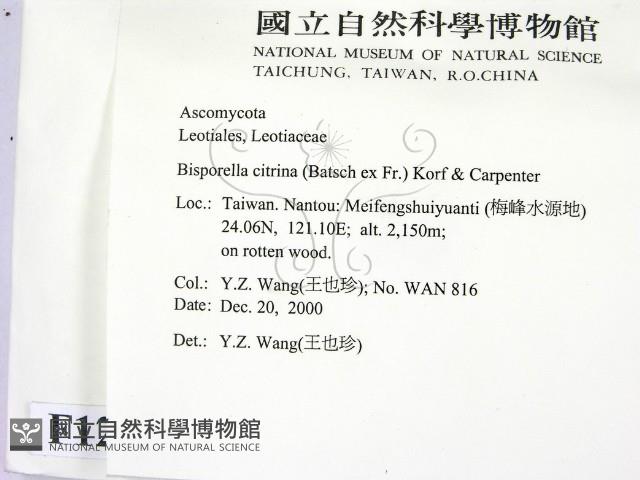 國立自然科學博物館
NATIONAL MUSEUM OF NATURAL SCIENCE
TAICHUNG, TAIWAN, R.O.CHINA
Ascomycota
Leotiales, Leotiaceae
Bisporella citrina (Batsch ex Fr.) Korf & Carpenter
Loc.: Taiwan. Nantou: Meifengshuiyuanti (梅峰水源地)
24.06N, 121.10E; alt. 2,150m;
on rotten wood.
Col.: Y.Z. Wang(王也珍); No. WAN 816
Date: Dec. 20, 2000
Det.: Y.Z. Wang(王也珍)
F12
國立自然科學博物館
NATIONAL MUSEUM OF NATURAL SCIENCE